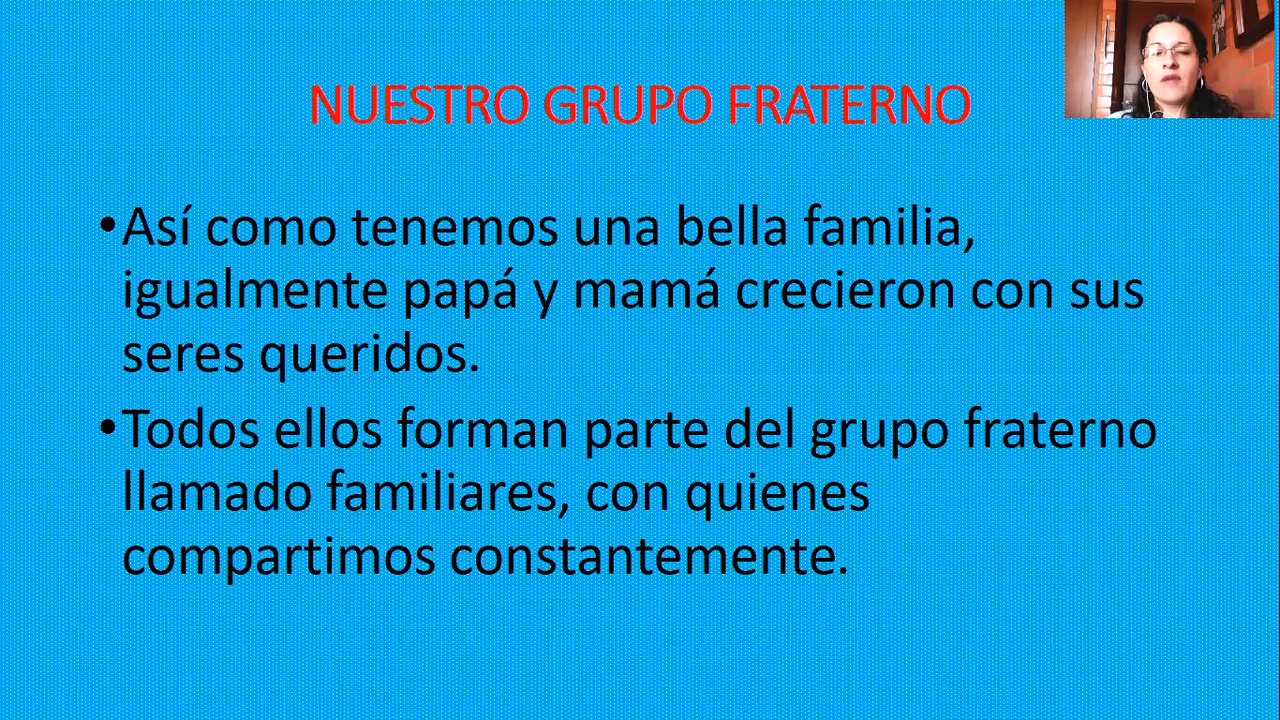 NUESTRO GRUPO FRATERNO
•Así como tenemos una bella familia,
igualmente papá y mamá crecieron con sus
seres queridos.
•Todos ellos forman parte del grupo fraterno
llamado familiares, con quienes
compartimos constantemente.